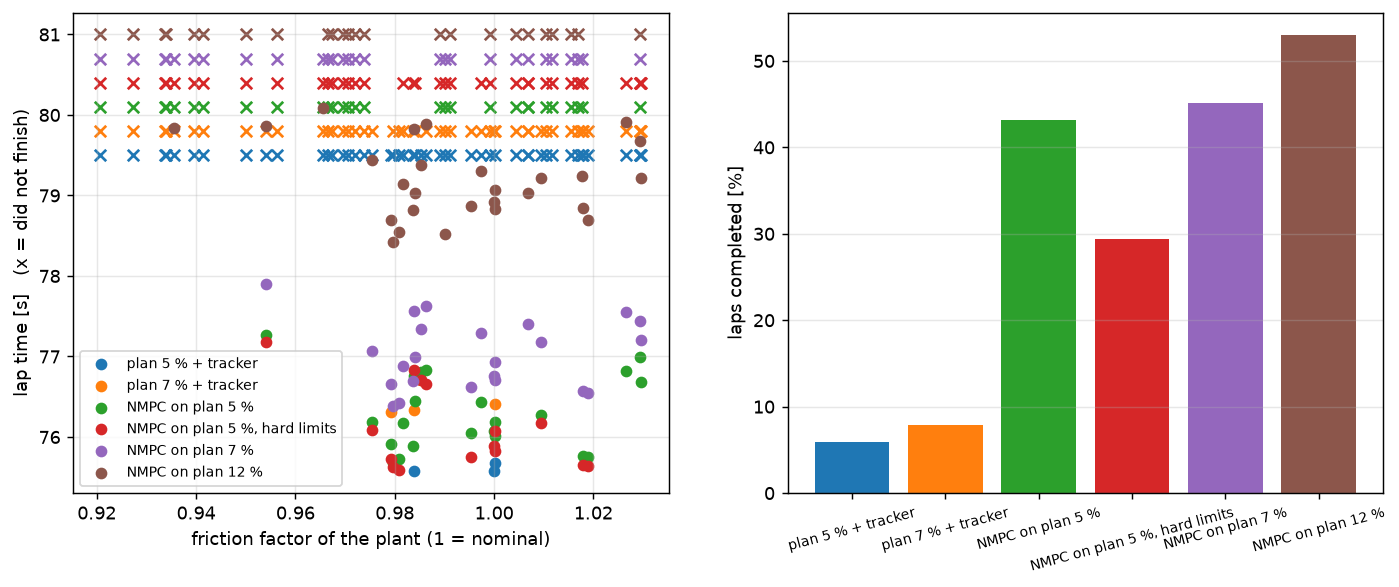 81
80
79
78
77
76
lap time [s]   (x = did not finish)
plan 5 % + tracker
plan 7 % + tracker
NMPC on plan 5 %
NMPC on plan 5 %, hard limits
NMPC on plan 7 %
NMPC on plan 12 %
0.92 0.94 0.96 0.98 1.00 1.02
friction factor of the plant (1 = nominal)
50
40
30
20
10
0
laps completed [%]
plan 5 % + tracker
plan 7 % + tracker
NMPC on plan 5 %
NMPC on plan 5 %, hard limits
NMPC on plan 7 %
NMPC on plan 12 %